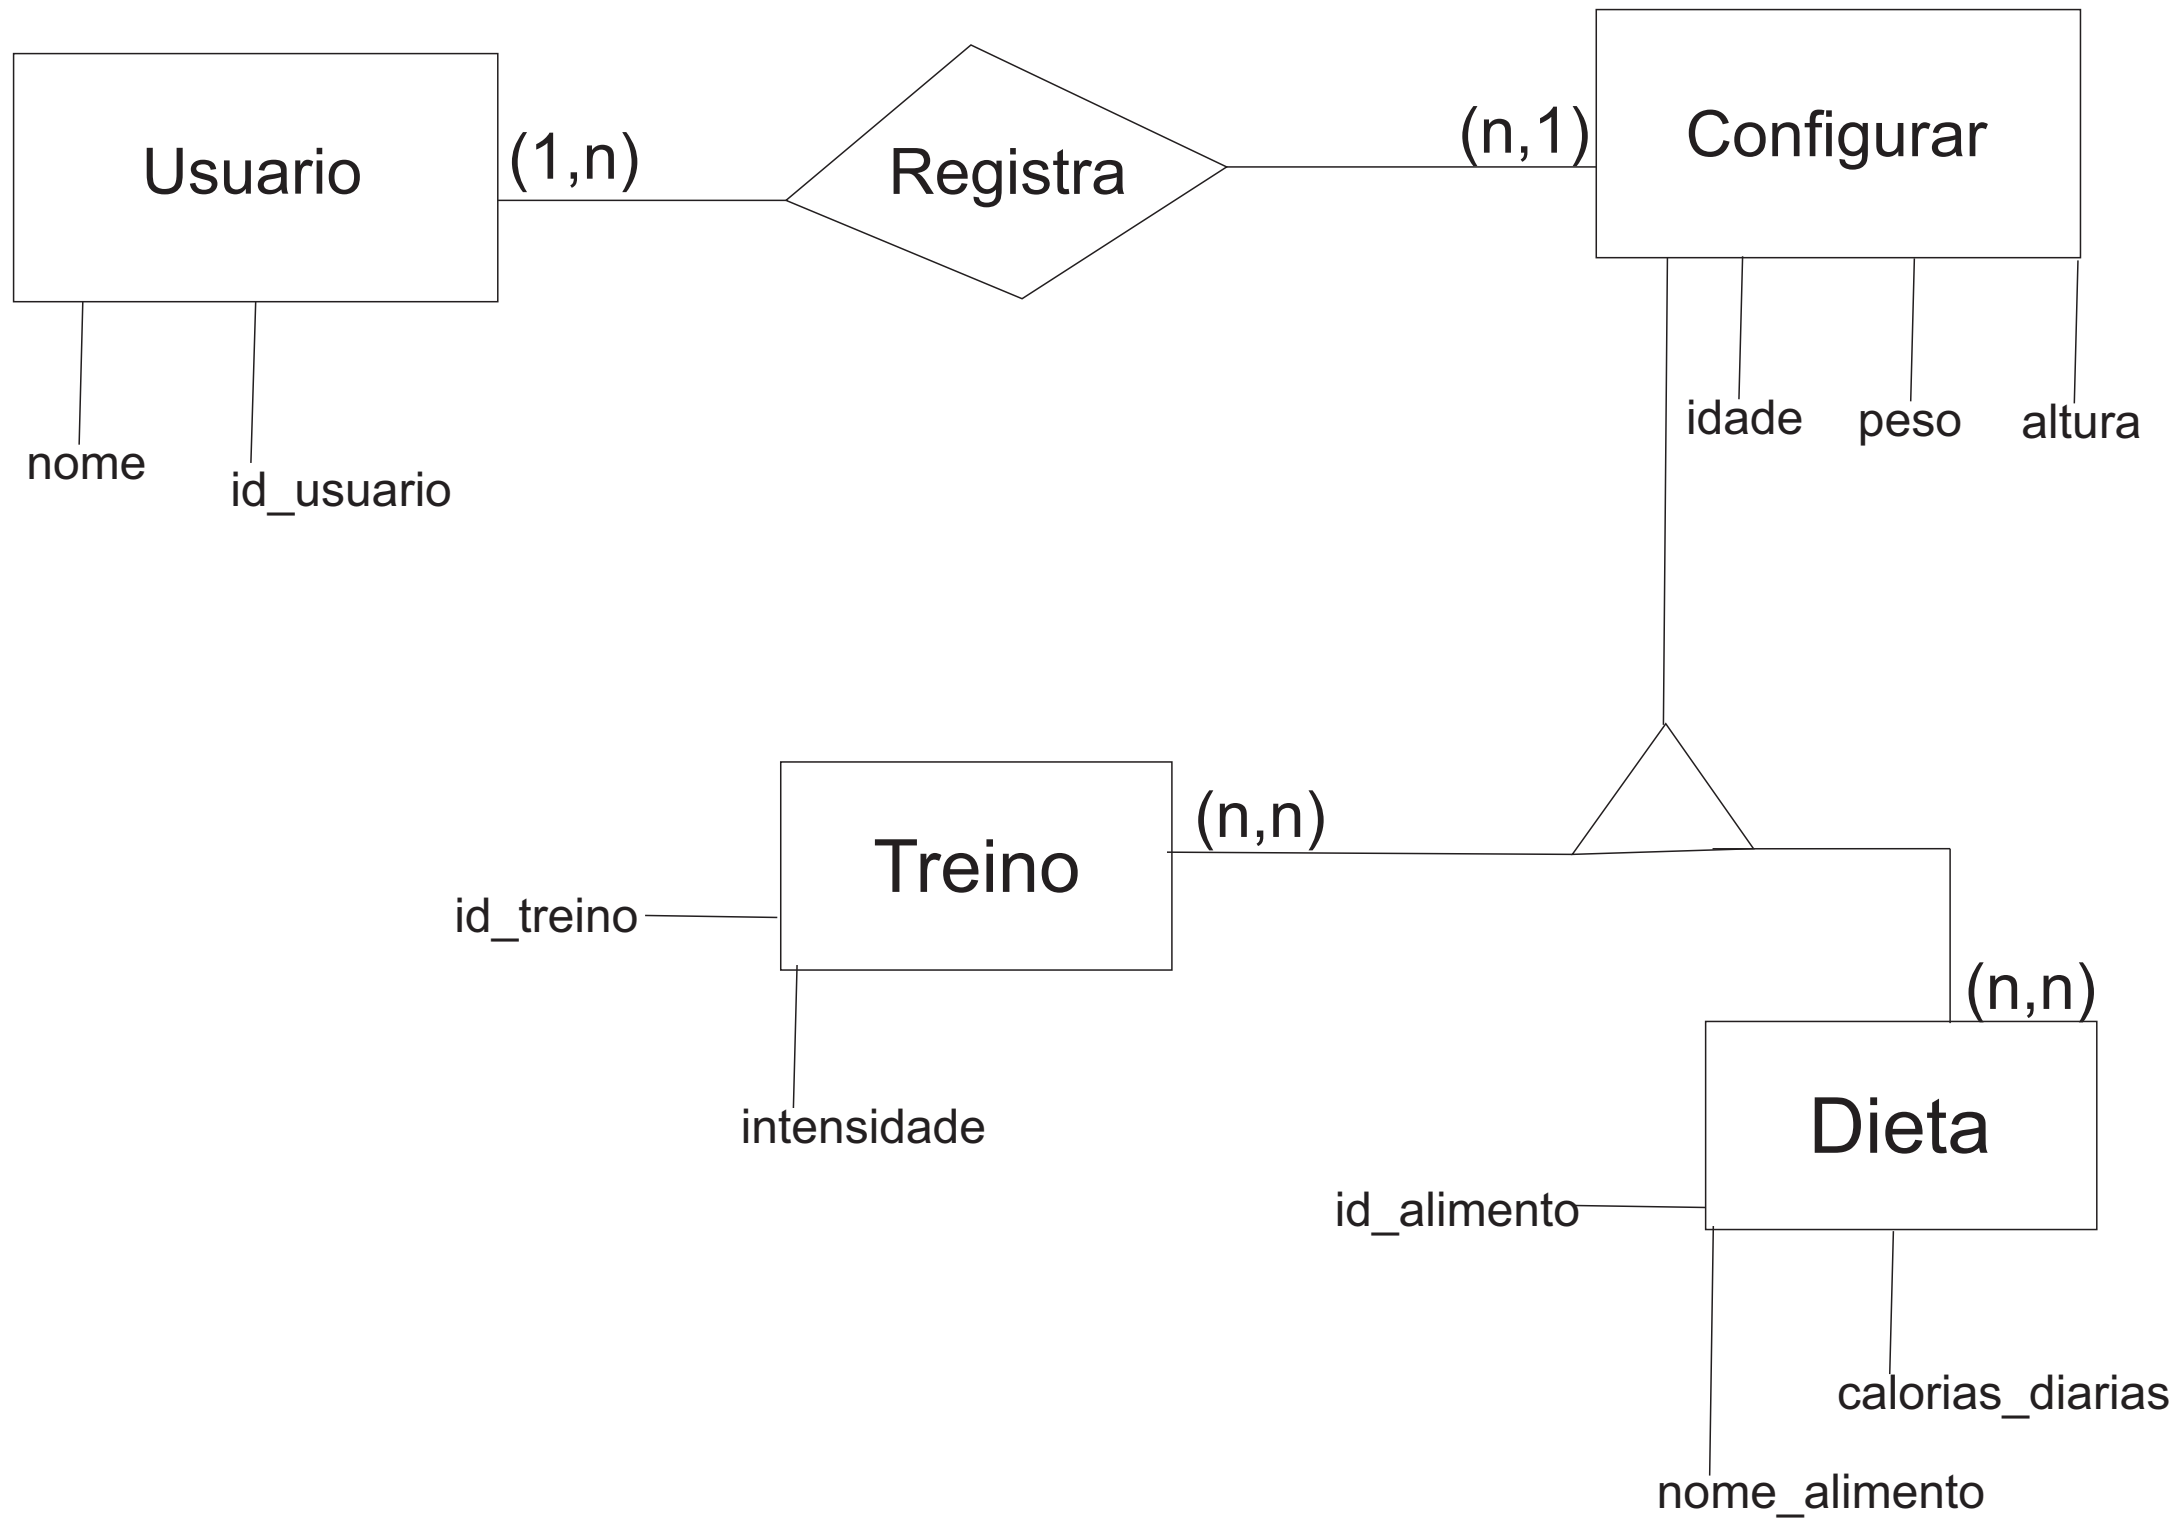 Usuario
(1,n)
Registra
(n,1)
Configurar
nome
id_usuario
idade
peso
altura
Treino
(n,n)
id_treino
intensidade
(n,n)
Dieta
id_alimento
calorias_diarias
nome_alimento